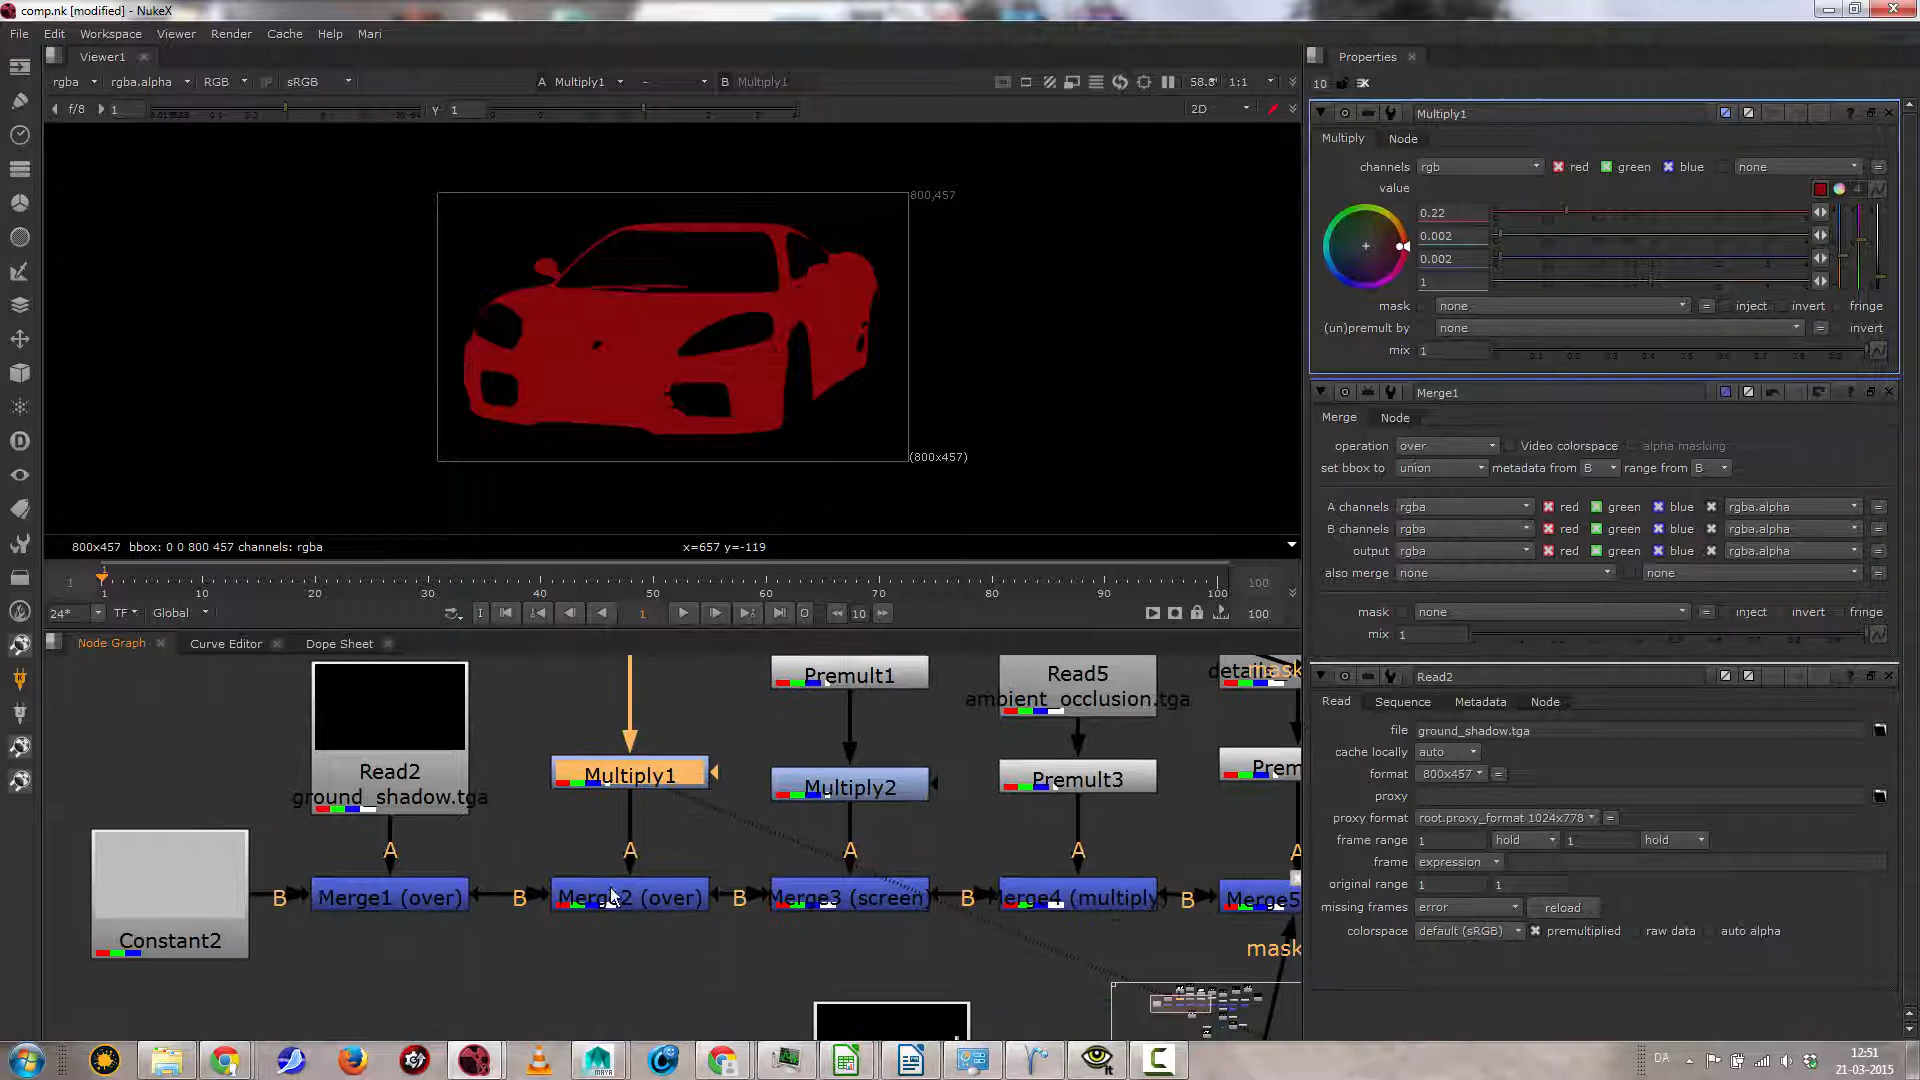 comp.nk [modified] - NukeX
File Edit Workspace Viewer Render Cache Help Mari
Viewer1
rgba rgba.alpha RGB IP sRGB A Multiply1 - B Multiply1 58.8 1:1
f/8 1 Y 1 2D
800,457
(800x457)
800x457 bbox: 0 0 800 457 channels: rgba x=657 y=-119
1 1 10 20 30 40 50 60 70 80 90 100 100
24* TF Global 1 10 100
Node Graph Curve Editor Dope Sheet
Read2
ground_shadow.tga
Multiply1
Premult1
Multiply2
Read5
ambient_occlusion.tga
Premult3
detail
mask
Prem
A A A A A
Constant2
B Merge1 (over) B Merge2 (over) B Merge3 (screen) B Merge4 (multiply) B Merge5
mask
Properties
10
Multiply1
Multiply Node
channels rgb red green blue none =
value
0.22
0.002
0.002
1
mask none = inject invert fringe
(un)premult by none = invert
mix 1
Merge1
Merge Node
operation over Video colorspace alpha masking
set bbox to union metadata from B range from B
A channels rgba red green blue rgba.alpha =
B channels rgba red green blue rgba.alpha =
output rgba red green blue rgba.alpha =
also merge none none =
mask none = inject invert fringe
mix 1
Read2
Read Sequence Metadata Node
file ground_shadow.tga
cache locally auto
format 800x457 =
proxy
proxy format root.proxy_format 1024x778 =
frame range 1 hold 1 hold
frame expression
original range 1 1
missing frames error reload
colorspace default (sRGB) premultiplied raw data auto alpha
DA 12:51
21-03-2015